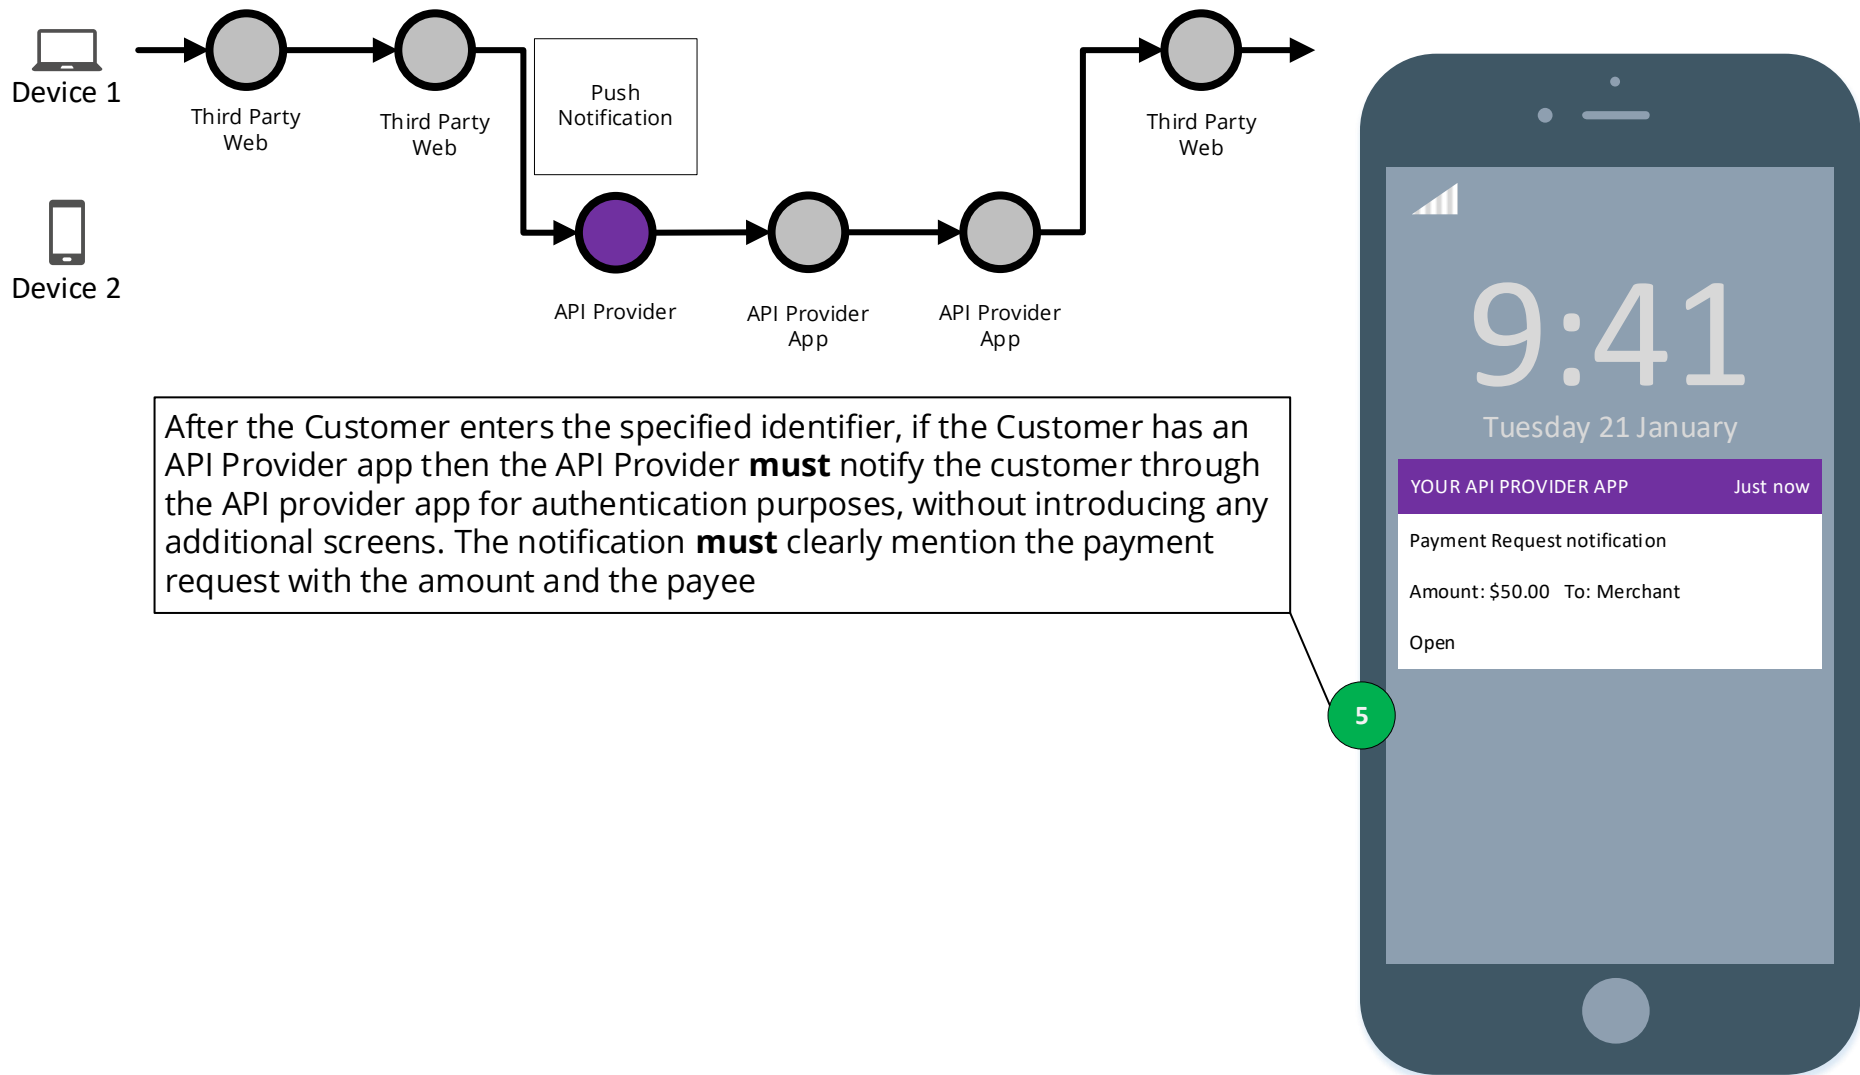 Device 1
Third Party
Web
Third Party
Web
Push
Notification
Third Party
Web
Device 2
API Provider
API Provider
App
API Provider
App
After the Customer enters the specified identifier, if the Customer has an
API Provider app then the API Provider must notify the customer through
the API provider app for authentication purposes, without introducing any
additional screens. The notification must clearly mention the payment
request with the amount and the payee
5
9:41
Tuesday 21 January
YOUR API PROVIDER APP Just now
Payment Request notification
Amount: $50.00 To: Merchant
Open